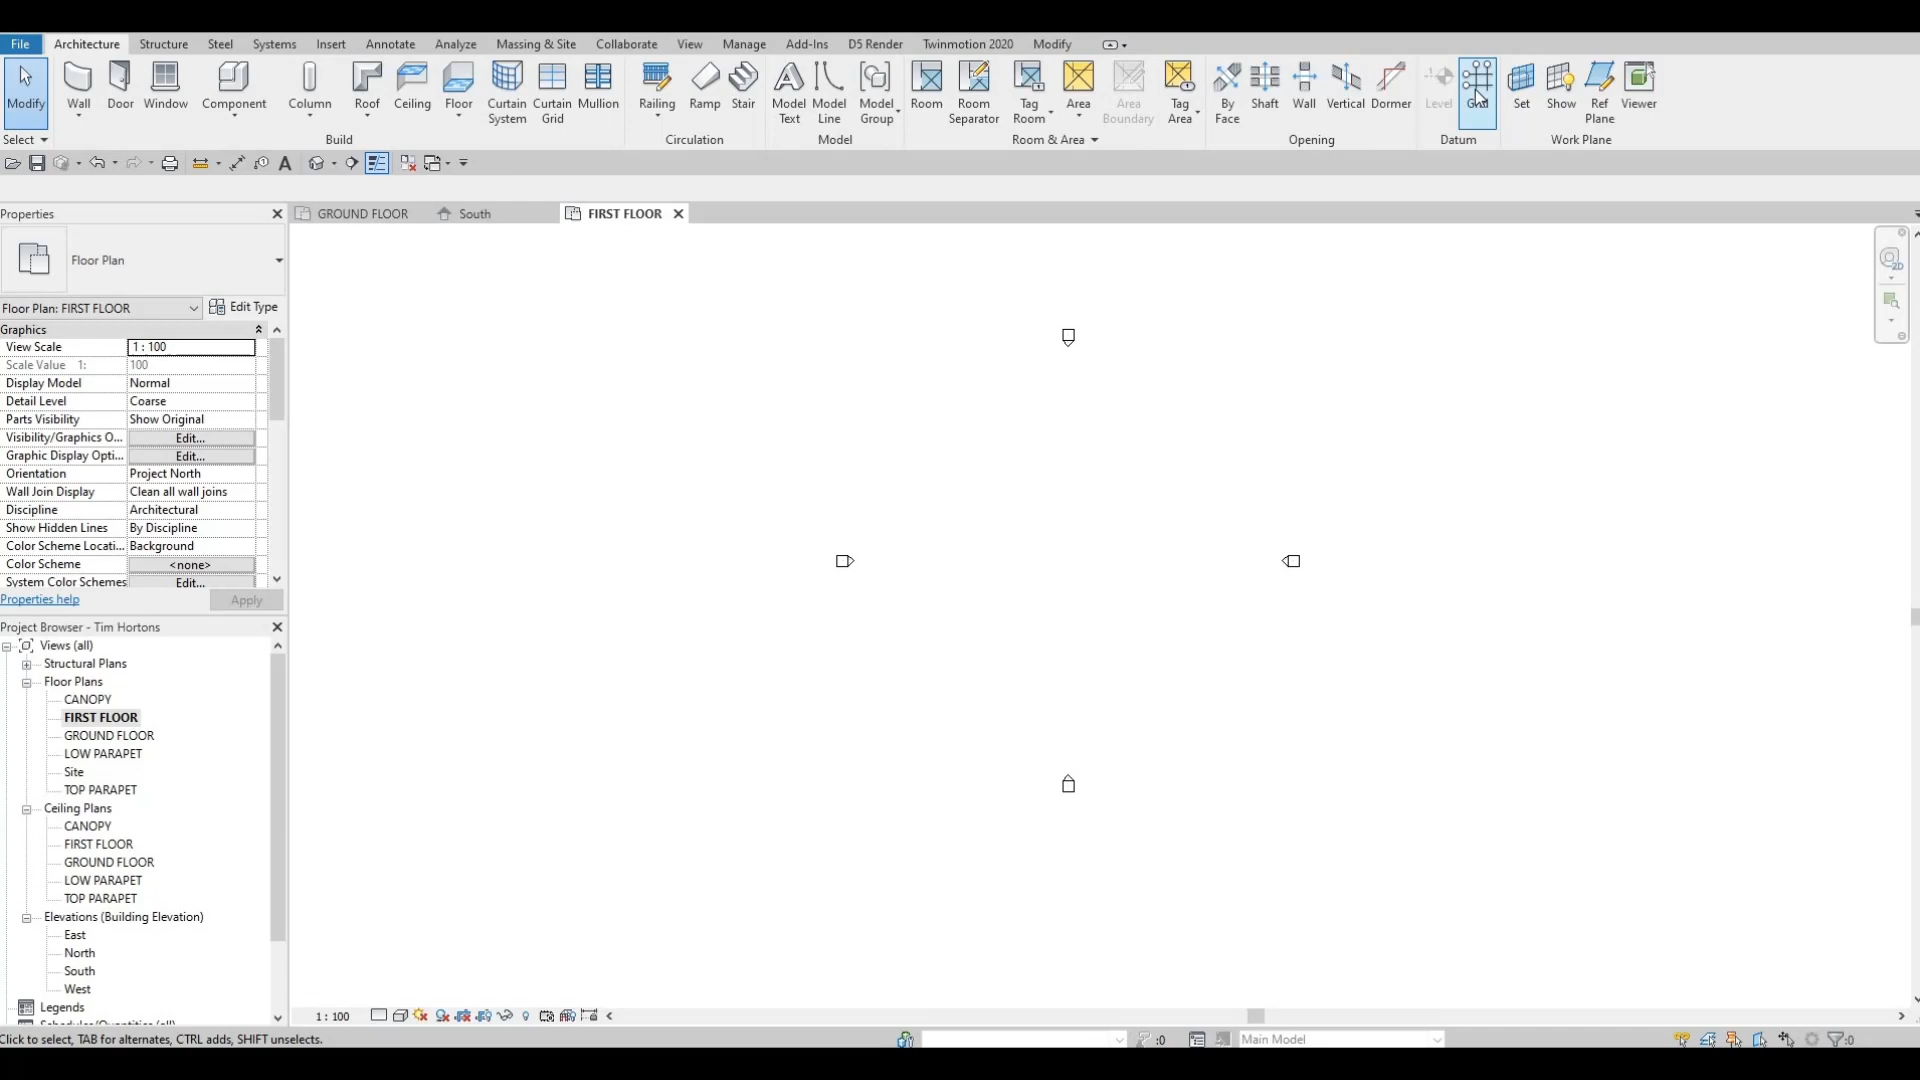 File Architecture Structure Steel Systems Insert Annotate Analyze Massing & Site Collaborate View Manage Add-Ins D5 Render Twinmotion 2020 Modify
Modify Wall Door Window Component Column Roof Ceiling Floor Curtain System Curtain Grid Mullion Railing Ramp Stair Model Text Model Line Model Group Room Room Separator Tag Room Area Area Boundary Tag Area By Face Shaft Wall Vertical Dormer Level Set Show Ref Plane Viewer
Select Build Circulation Model Room & Area Opening Datum Work Plane
Properties
GROUND FLOOR South FIRST FLOOR
Floor Plan
Floor Plan: FIRST FLOOR Edit Type
Graphics
View Scale 1 : 100
Scale Value 1: 100
Display Model Normal
Detail Level Coarse
Parts Visibility Show Original
Visibility/Graphics O... Edit...
Graphic Display Opti... Edit...
Orientation Project North
Wall Join Display Clean all wall joins
Discipline Architectural
Show Hidden Lines By Discipline
Color Scheme Locati... Background
Color Scheme <none>
System Color Schemes Edit...
Properties help Apply
Project Browser - Tim Hortons
Views (all)
Structural Plans
Floor Plans
CANOPY
FIRST FLOOR
GROUND FLOOR
LOW PARAPET
Site
TOP PARAPET
Ceiling Plans
CANOPY
FIRST FLOOR
GROUND FLOOR
LOW PARAPET
TOP PARAPET
Elevations (Building Elevation)
East
North
South
West
Legends
1 : 100
Click to select, TAB for alternates, CTRL adds, SHIFT unselects. :0 Main Model :0